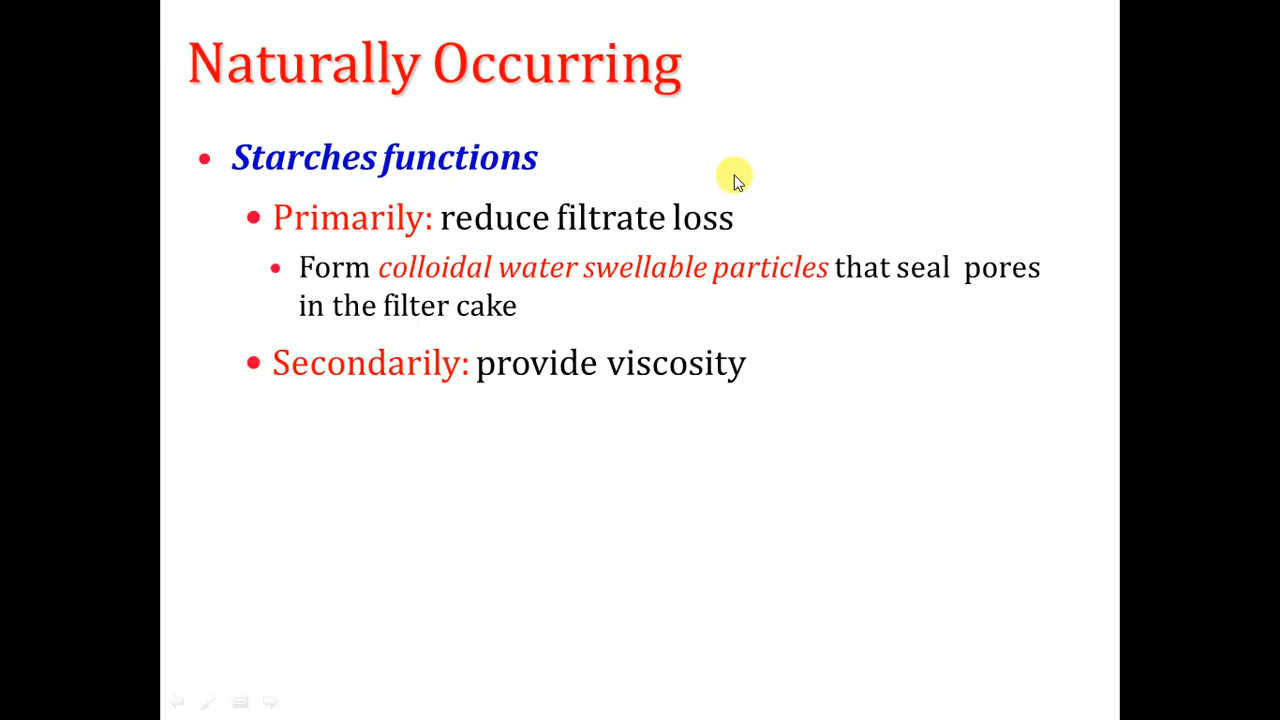 Naturally Occurring
• Starches functions
• Primarily: reduce filtrate loss
• Form colloidal water swellable particles that seal pores
in the filter cake
• Secondarily: provide viscosity